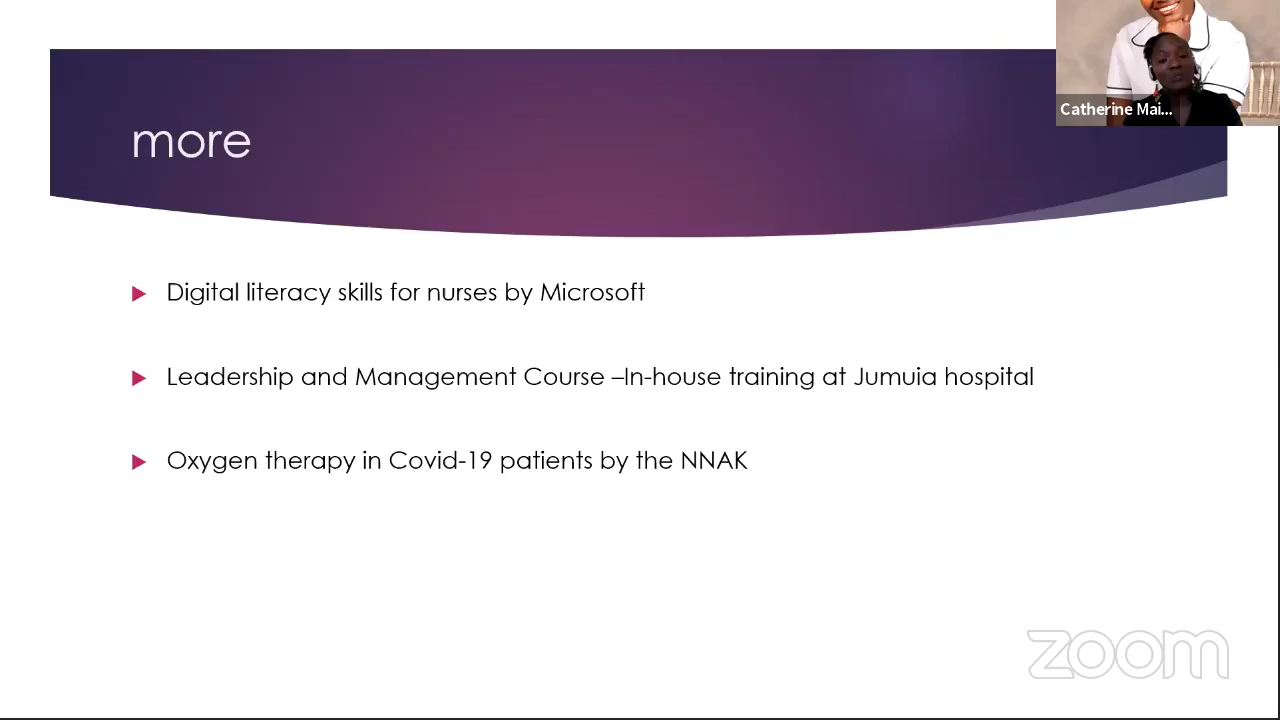 Catherine Mai...
more
Digital literacy skills for nurses by Microsoft
Leadership and Management Course –In-house training at Jumuia hospital
Oxygen therapy in Covid-19 patients by the NNAK
zoom